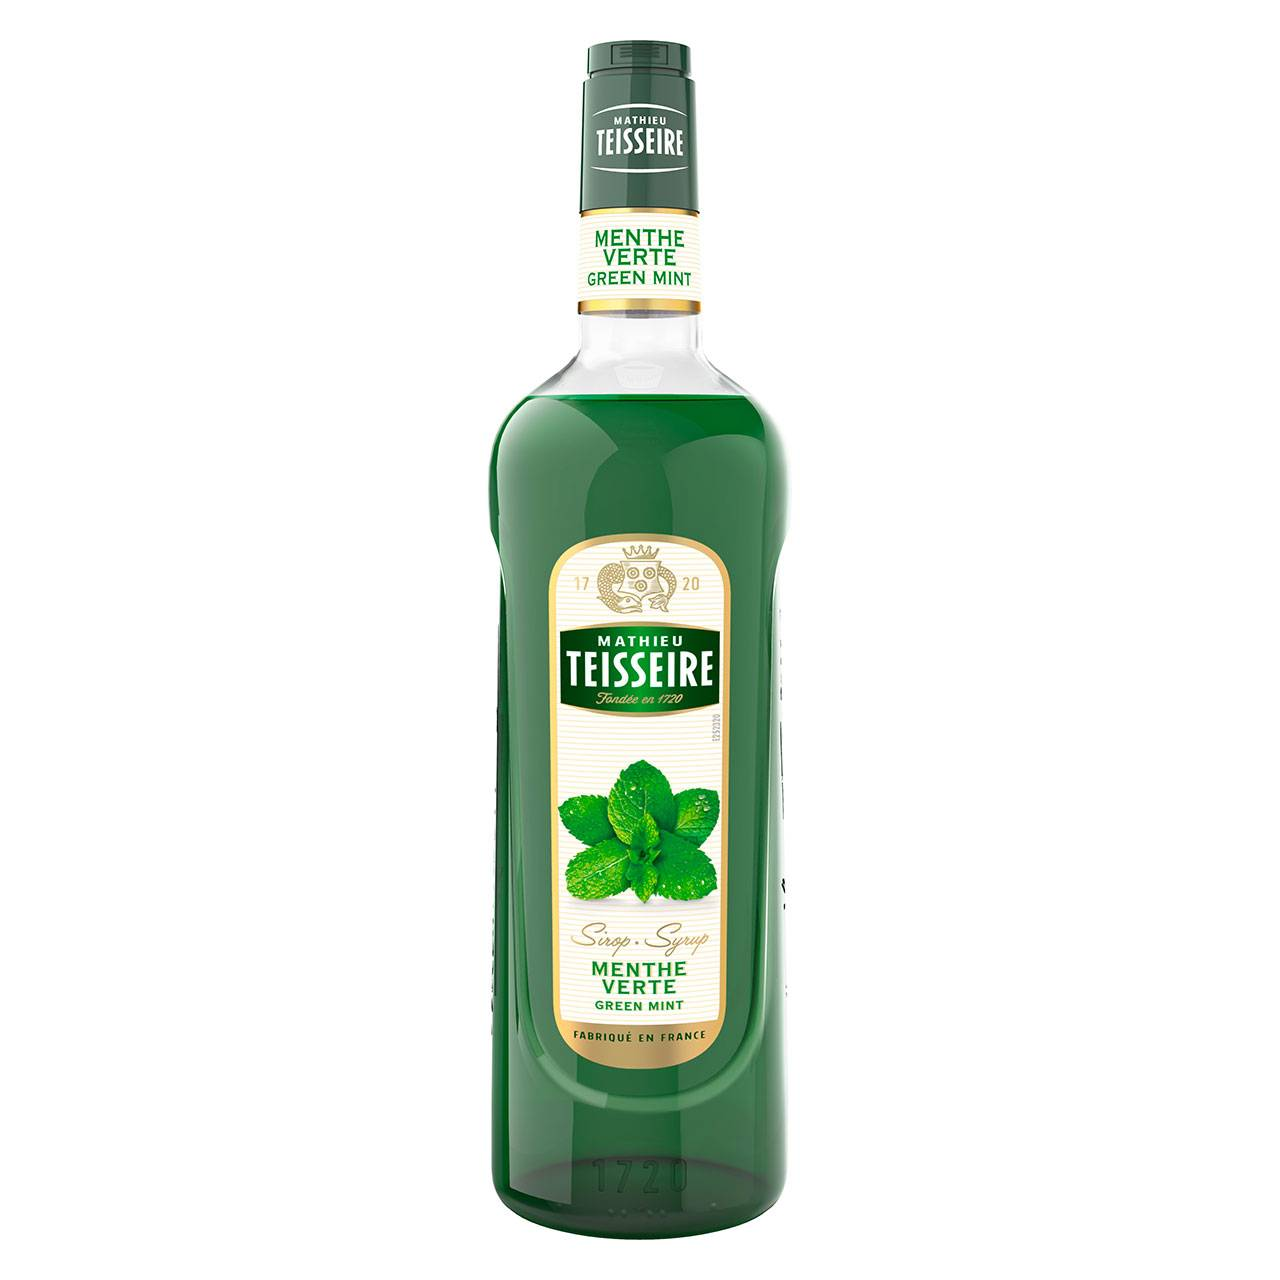 MATHIEU
TEISSEIRE
MENTHE
VERTE
GREEN MINT
17 20
MATHIEU
TEISSEIRE
Fondée en 1720
E252320
Sirop · Syrup
MENTHE
VERTE
GREEN MINT
FABRIQUÉ EN FRANCE
1720